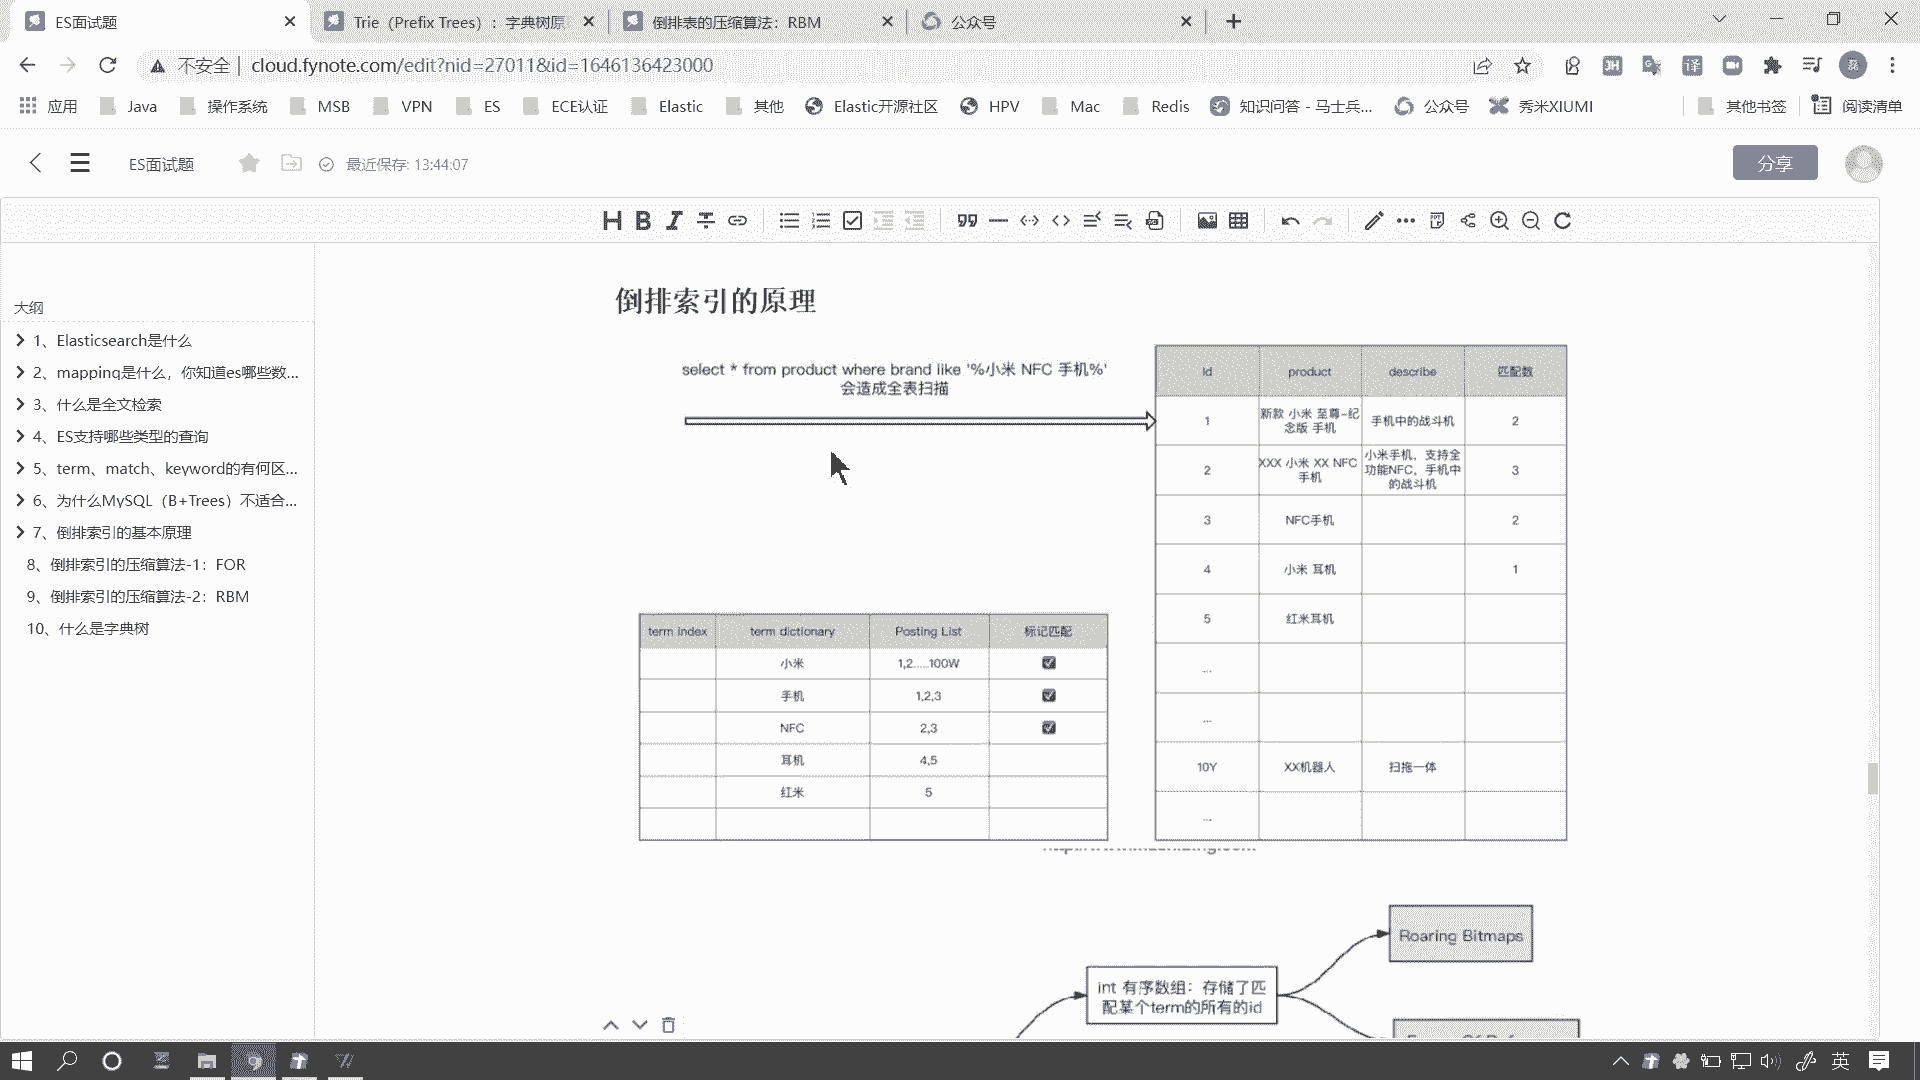 ES面试题
Trie（Prefix Trees）：字典树原
倒排表的压缩算法：RBM
公众号
不安全 | cloud.fynote.com/edit?nid=27011&id=1646136423000
应用
Java
操作系统
MSB
VPN
ES
ECE认证
Elastic
其他
Elastic开源社区
HPV
Mac
Redis
知识问答 - 马士兵...
公众号
秀米XIUMI
其他书签
阅读清单
ES面试题
最近保存: 13:44:07
分享
大纲
1、Elasticsearch是什么
2、mapping是什么，你知道es哪些数...
3、什么是全文检索
4、ES支持哪些类型的查询
5、term、match、keyword的有何区...
6、为什么MySQL（B+Trees）不适合...
7、倒排索引的基本原理
8、倒排索引的压缩算法-1：FOR
9、倒排索引的压缩算法-2：RBM
10、什么是字典树
倒排索引的原理
select * from product where brand like '%小米 NFC 手机%'
会造成全表扫描
Id product describe 匹配数
1 新款 小米 至尊-纪念版 手机 手机中的战斗机 2
2 XXX 小米 XX NFC 手机 小米手机，支持全功能NFC，手机中的战斗机 3
3 NFC手机 2
4 小米 耳机 1
5 红米耳机
...
...
10Y XX机器人 扫拖一体
...
term index term dictionary Posting List 标记匹配
小米 1,2.....100W
手机 1,2,3
NFC 2,3
耳机 4,5
红米 5
Roaring Bitmaps
int 有序数组：存储了匹
配某个term的所有的id
英